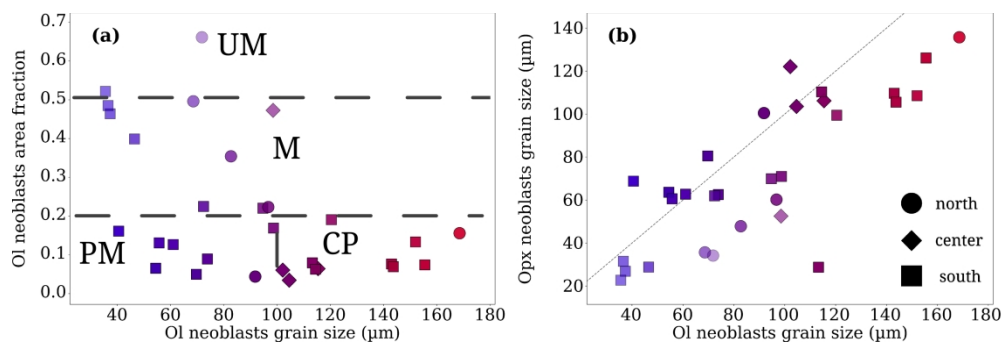 (a)
UM
M
PM
CP
0.7
0.6
0.5
0.4
0.3
0.2
0.1
0.0
Ol neoblasts area fraction
40 60 80 100 120 140 160 180
Ol neoblasts grain size (µm)
(b)
140
120
100
80
60
40
20
Opx neoblasts grain size (µm)
north
center
south
40 60 80 100 120 140 160 180
Ol neoblasts grain size (µm)